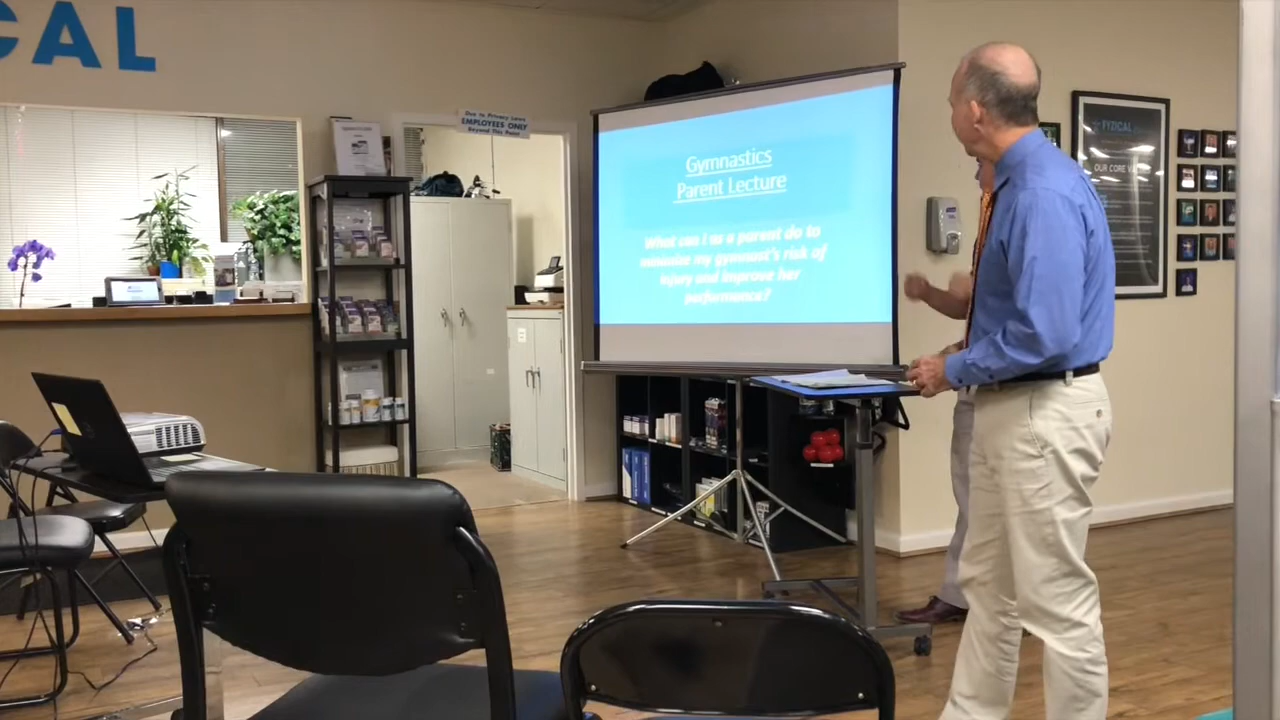 CAL
Due to Privacy Laws
EMPLOYEES ONLY
Beyond This Point
Gymnastics
Parent Lecture
What can I as a parent do to
minimize my gymnast's risk of
injury and improve her
performance?
FYZICAL
OUR CORE